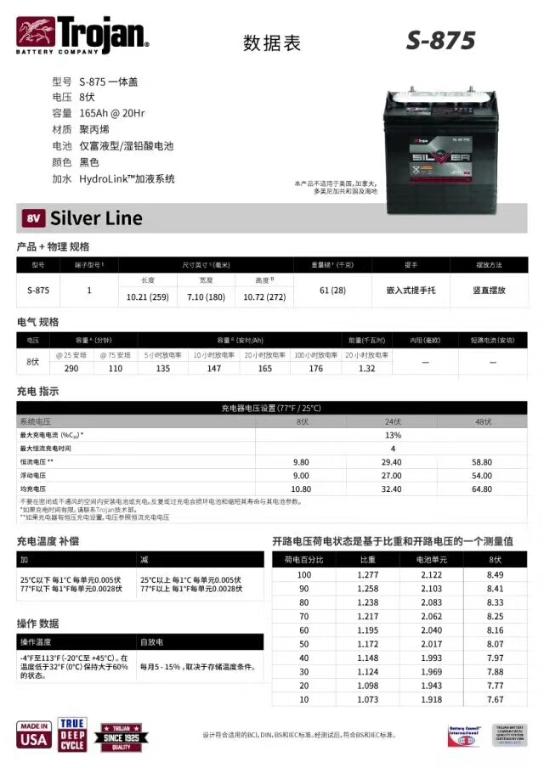 Trojan®
BATTERY COMPANY
数据表
S-875
型号 S-875 一体盖
电压 8伏
容量 165Ah @ 20Hr
材质 聚丙烯
电池 仅富液型/湿铅酸电池
颜色 黑色
加水 HydroLink™加液系统
Trojan
SILVER
本产品不适用于美国,加拿大,
多美尼加共和国及海地
8V Silver Line
产品 + 物理 规格
型号 端子型号 尺寸英寸 (毫米) 重量磅 (千克) 提手 摆放方法
长度 宽度 高度
S-875 1 10.21 (259) 7.10 (180) 10.72 (272) 61 (28) 嵌入式提手托 竖直摆放
电气 规格
电压 容量 (分钟) 容量 (安时/Ah) 能量(千瓦时) 内阻(毫欧) 短路电流(安培)
@ 25 安培 @ 75 安培 5小时放电率 10小时放电率 20小时放电率 100小时放电率 20小时放电率
8伏 290 110 135 147 165 176 1.32 — —
充电 指示
充电器电压设置 (77°F / 25°C)
系统电压 8伏 24伏 48伏
最大充电电流 (%C₂₀) * 13%
最大恒流充电时间 4
恒流电压 ** 9.80 29.40 58.80
浮动电压 9.00 27.00 54.00
均充电压 10.80 32.40 64.80
不要在密闭或不通风的空间内安装电池或充电。反复或过充电会损坏电池和缩短其寿命与其电池参数。
*如果充电时间有限,请联系Trojan技术部。
**如果充电器有恒压充电设置,电压参照恒流充电电压
充电温度 补偿
加 减
25°C以下 每1°C 每单元0.005伏 25°C以上 每1°C 每单元0.005伏
77°F以下 每1°F每单元0.0028伏 77°F以上 每1°F每单元0.0028伏
操作 数据
操作温度 自放电
-4°F至113°F (-20°C至 +45°C)。在
温度低于32°F (0°C) 保持大于60%
的状态。
每月5 - 15% ,取决于存储温度条件。
开路电压荷电状态是基于比重和开路电压的一个测量值
荷电百分比 比重 电池单元 8伏
100 1.277 2.122 8.49
90 1.258 2.103 8.41
80 1.238 2.083 8.33
70 1.217 2.062 8.25
60 1.195 2.040 8.16
50 1.172 2.017 8.07
40 1.148 1.993 7.97
30 1.124 1.969 7.88
20 1.098 1.943 7.77
10 1.073 1.918 7.67
MADE IN
USA
TRUE
DEEP
CYCLE
TROJAN
SINCE 1925
QUALITY
设计符合适用的BCI, DIN, BS和IEC标准。经测试后,符合BS和IEC标准。
Battery Council
International